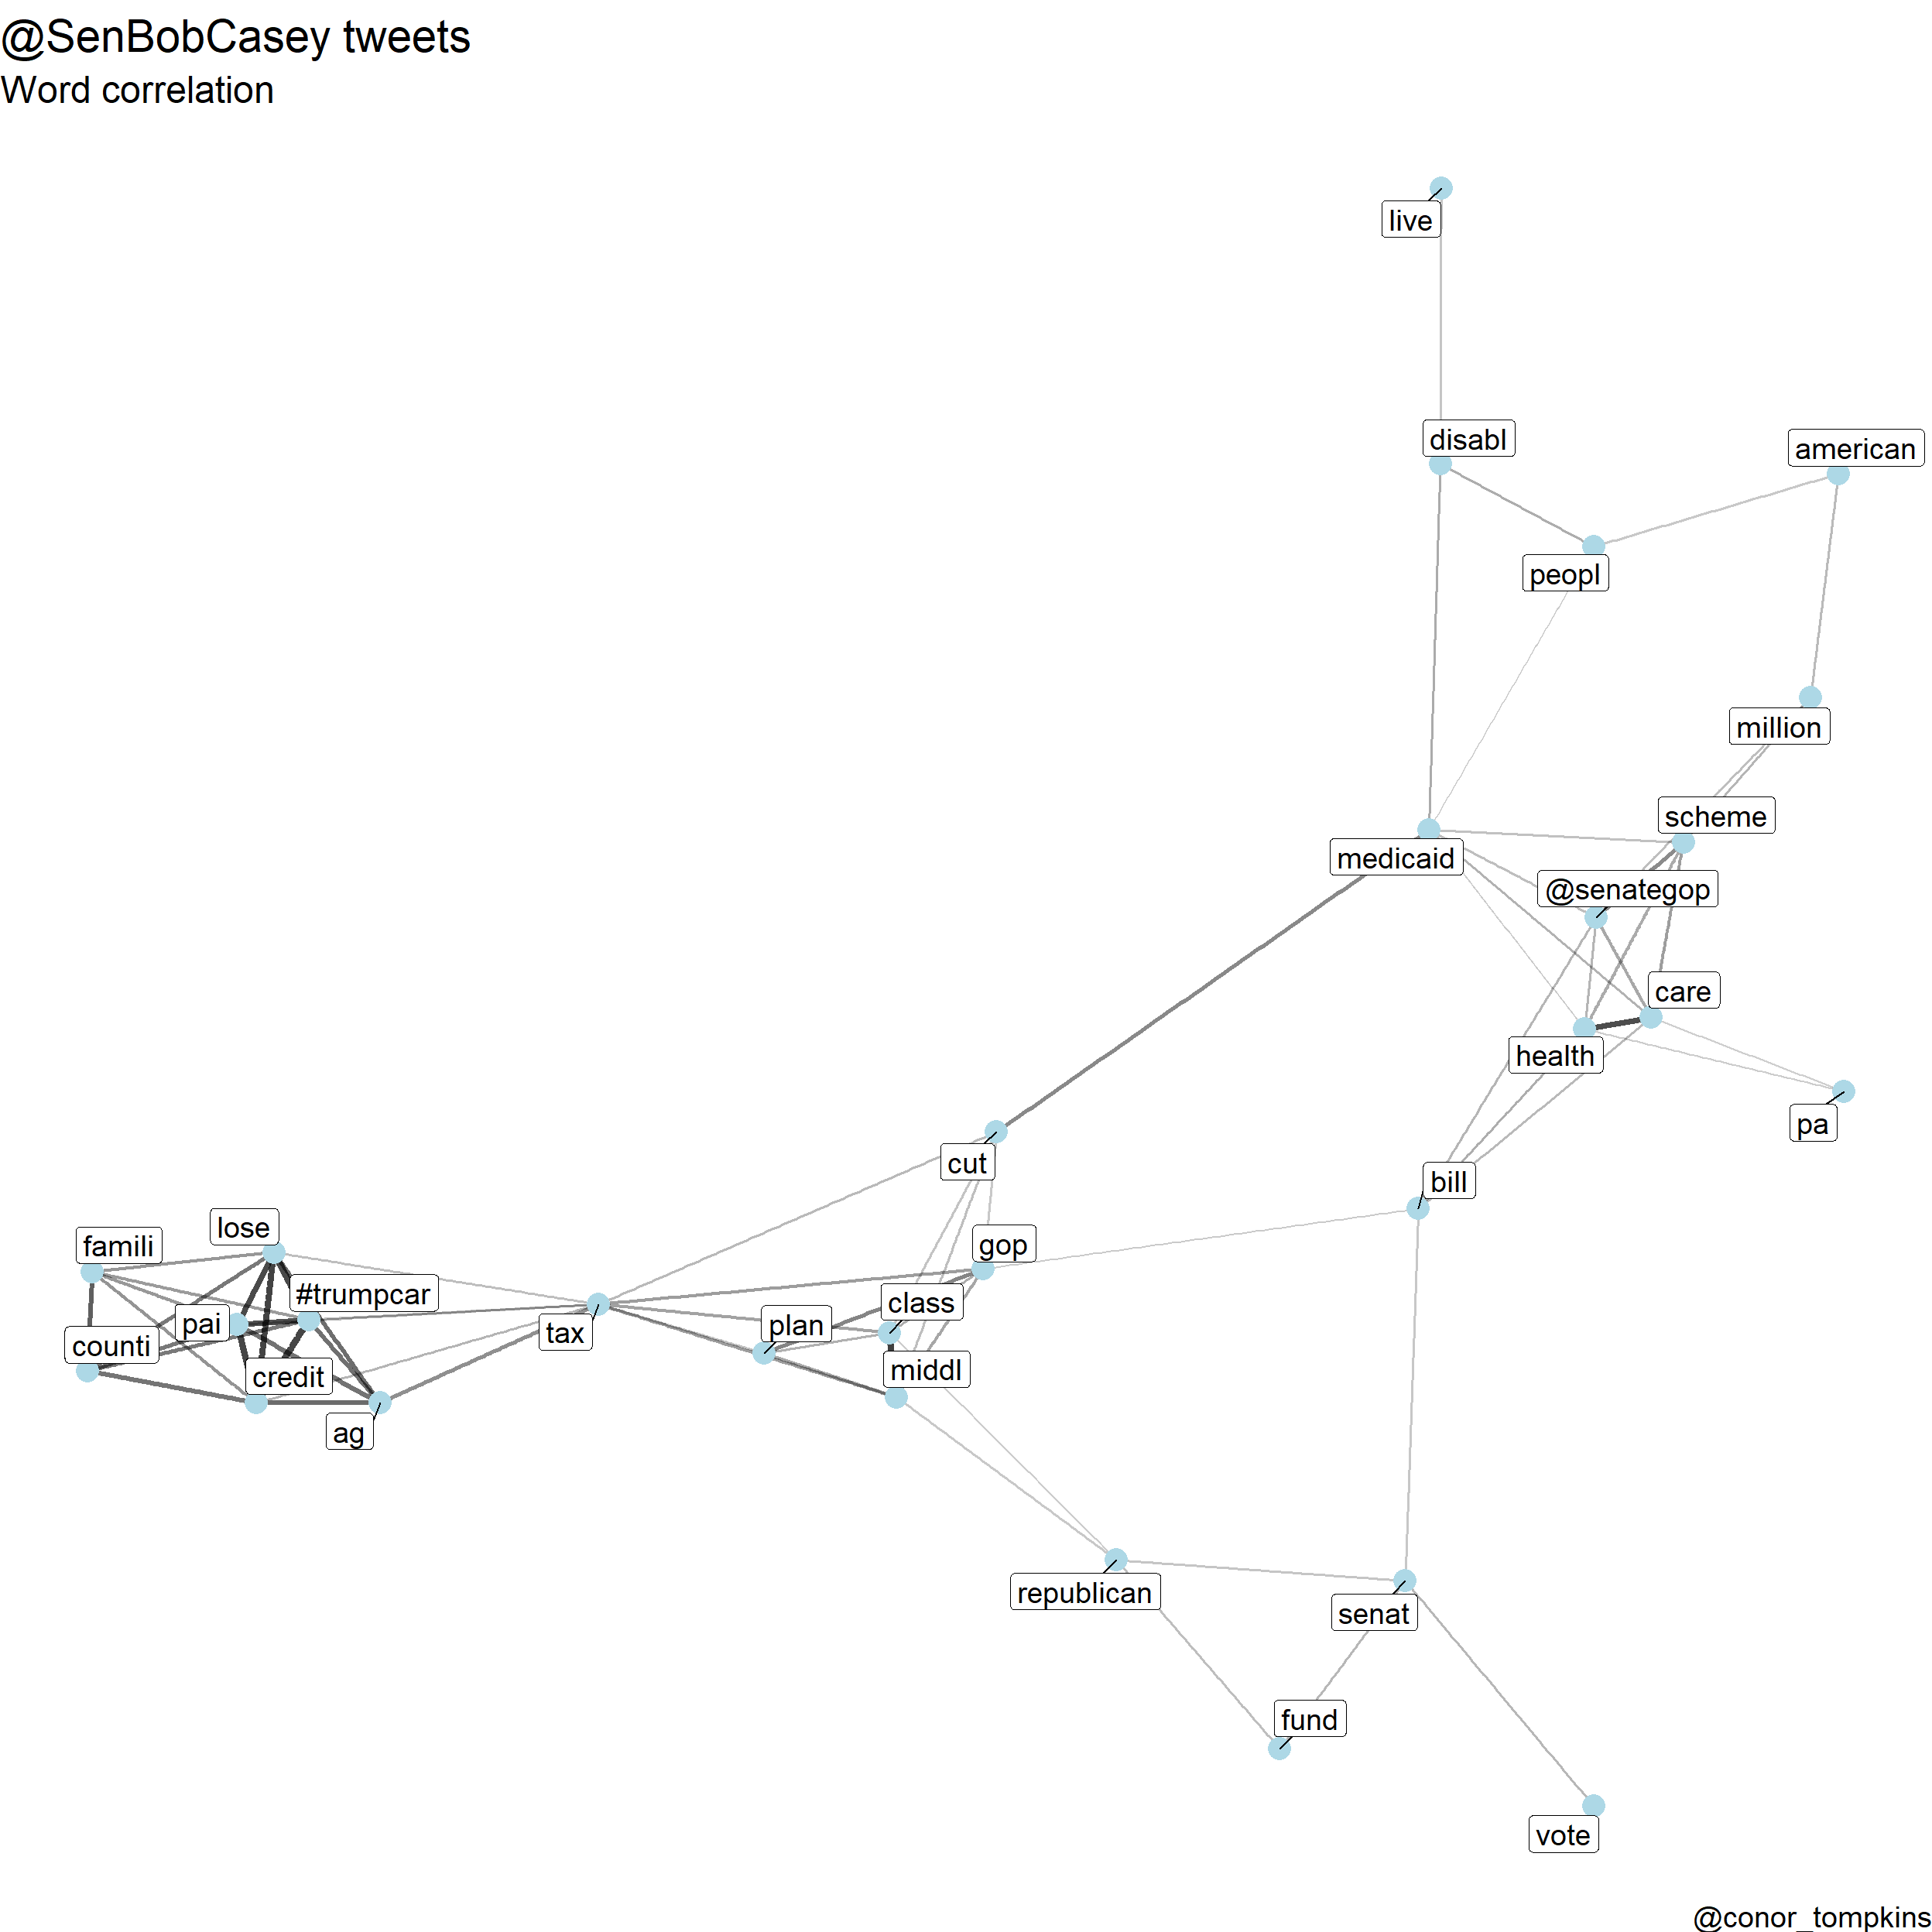 @SenBobCasey tweets
Word correlation
live
disabl
american
peopl
million
scheme
medicaid
@senategop
care
health
pa
cut
bill
lose
famili
gop
#trumpcar
class
pai
plan
tax
counti
middl
credit
ag
republican
senat
fund
vote
@conor_tompkins